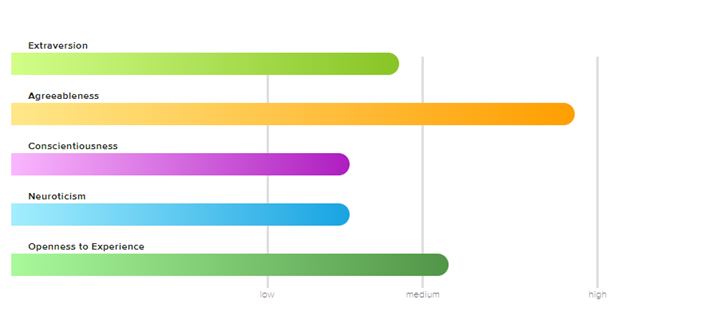 Extraversion
Agreeableness
Conscientiousness
Neuroticism
Openness to Experience
low medium high